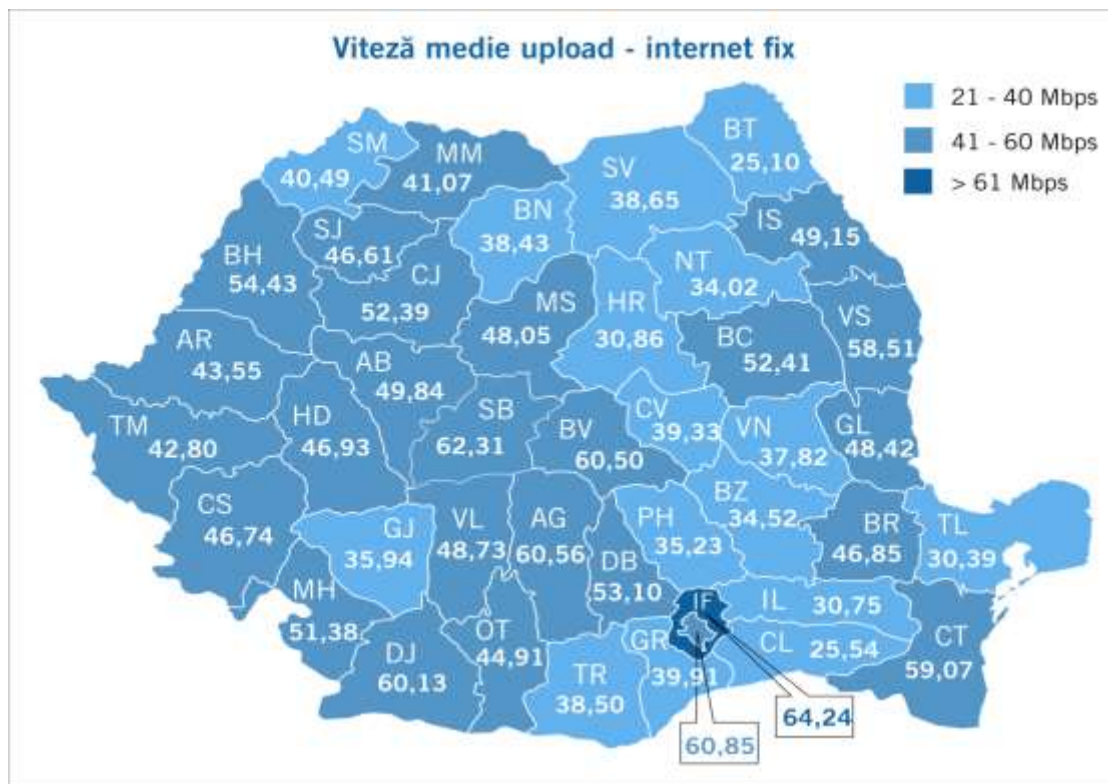 Viteză medie upload - internet fix
21 - 40 Mbps
41 - 60 Mbps
> 61 Mbps
SM
40,49
MM
41,07
BT
25,10
SV
38,65
BN
38,43
IS
49,15
SJ
46,61
BH
54,43
CJ
52,39
NT
34,02
MS
48,05
HR
30,86
VS
58,51
BC
52,41
AR
43,55
AB
49,84
TM
42,80
HD
46,93
SB
62,31
BV
60,50
CV
39,33
VN
37,82
GL
48,42
CS
46,74
GJ
35,94
VL
48,73
AG
60,56
PH
35,23
BZ
34,52
BR
46,85
TL
30,39
DB
53,10
MH
51,38
IF
IL 30,75
DJ
60,13
OT
44,91
TR
38,50
GR
39,91
CL
25,54
CT
59,07
64,24
60,85